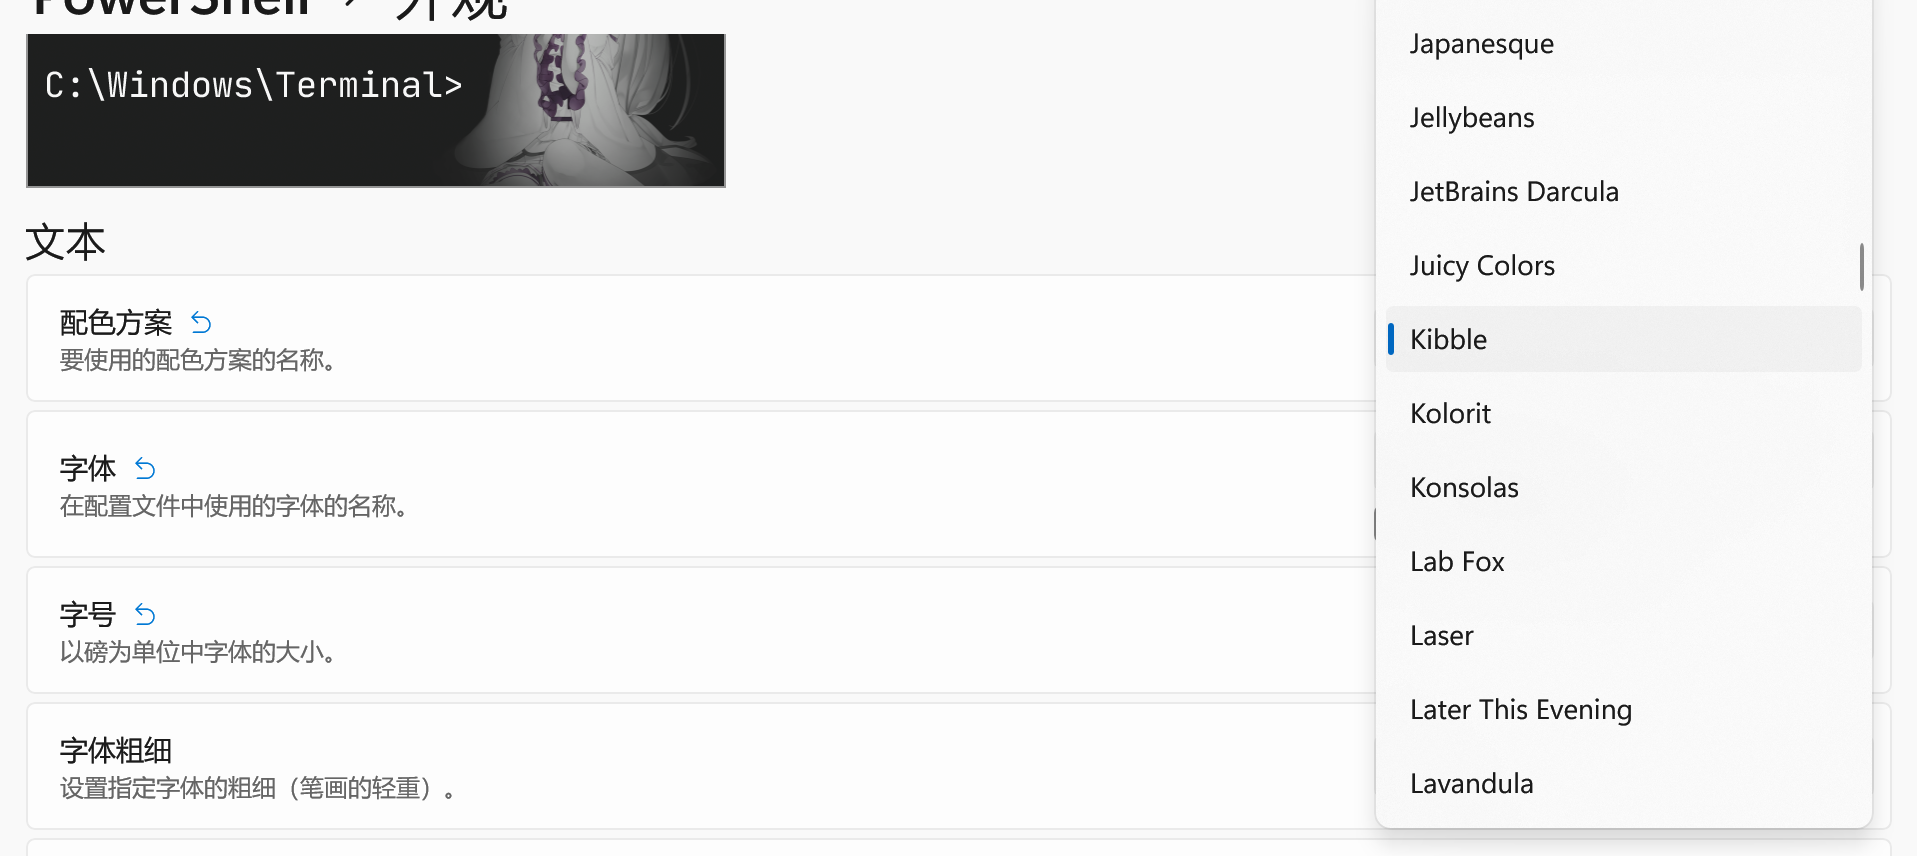 PowerShell › 外观
C:\Windows\Terminal>
文本
配色方案
要使用的配色方案的名称。
字体
在配置文件中使用的字体的名称。
字号
以磅为单位中字体的大小。
字体粗细
设置指定字体的粗细（笔画的轻重）。
Japanesque
Jellybeans
JetBrains Darcula
Juicy Colors
Kibble
Kolorit
Konsolas
Lab Fox
Laser
Later This Evening
Lavandula